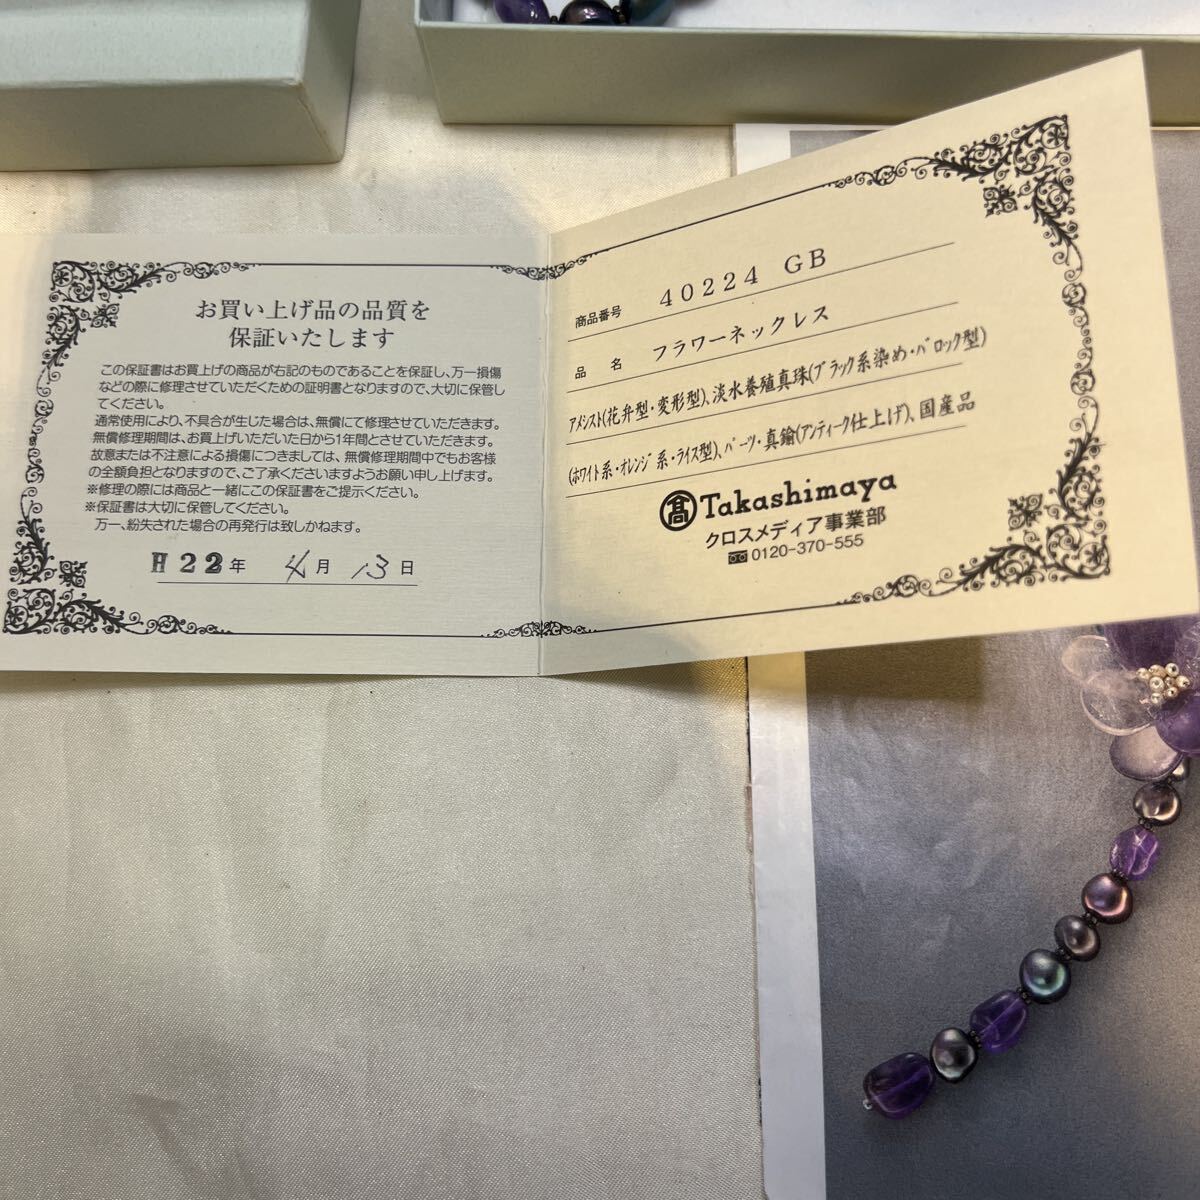 お買い上げ品の品質を
保証いたします
この保証書はお買上げの商品が右記のものであることを保証し、万一損傷
などの際に修理させていただくための証明書となりますので、大切に保管し
てください。
通常使用により、不具合が生じた場合は、無償にて修理させていただきます。
無償修理期間は、お買上げいただいた日から1年間とさせていただきます。
故意または不注意による損傷につきましては、無償修理期間中でもお客様
の全額負担となりますので、ご了承くださいますようお願い申し上げます。
※修理の際には商品と一緒にこの保証書をご提示ください。
※保証書は大切に保管してください。
万一、紛失された場合の再発行は致しかねます。
H22年 4月 13日
商品番号 40224 GB
品名 フラワーネックレス
アメシスト(花弁型・変形型)、淡水養殖真珠(ブラック系染め・バロック型)
(ホワイト系・オレンジ系・ライス型)、パーツ・真鍮(アンティーク仕上げ)、国産品
髙 Takashimaya
クロスメディア事業部
0120-370-555